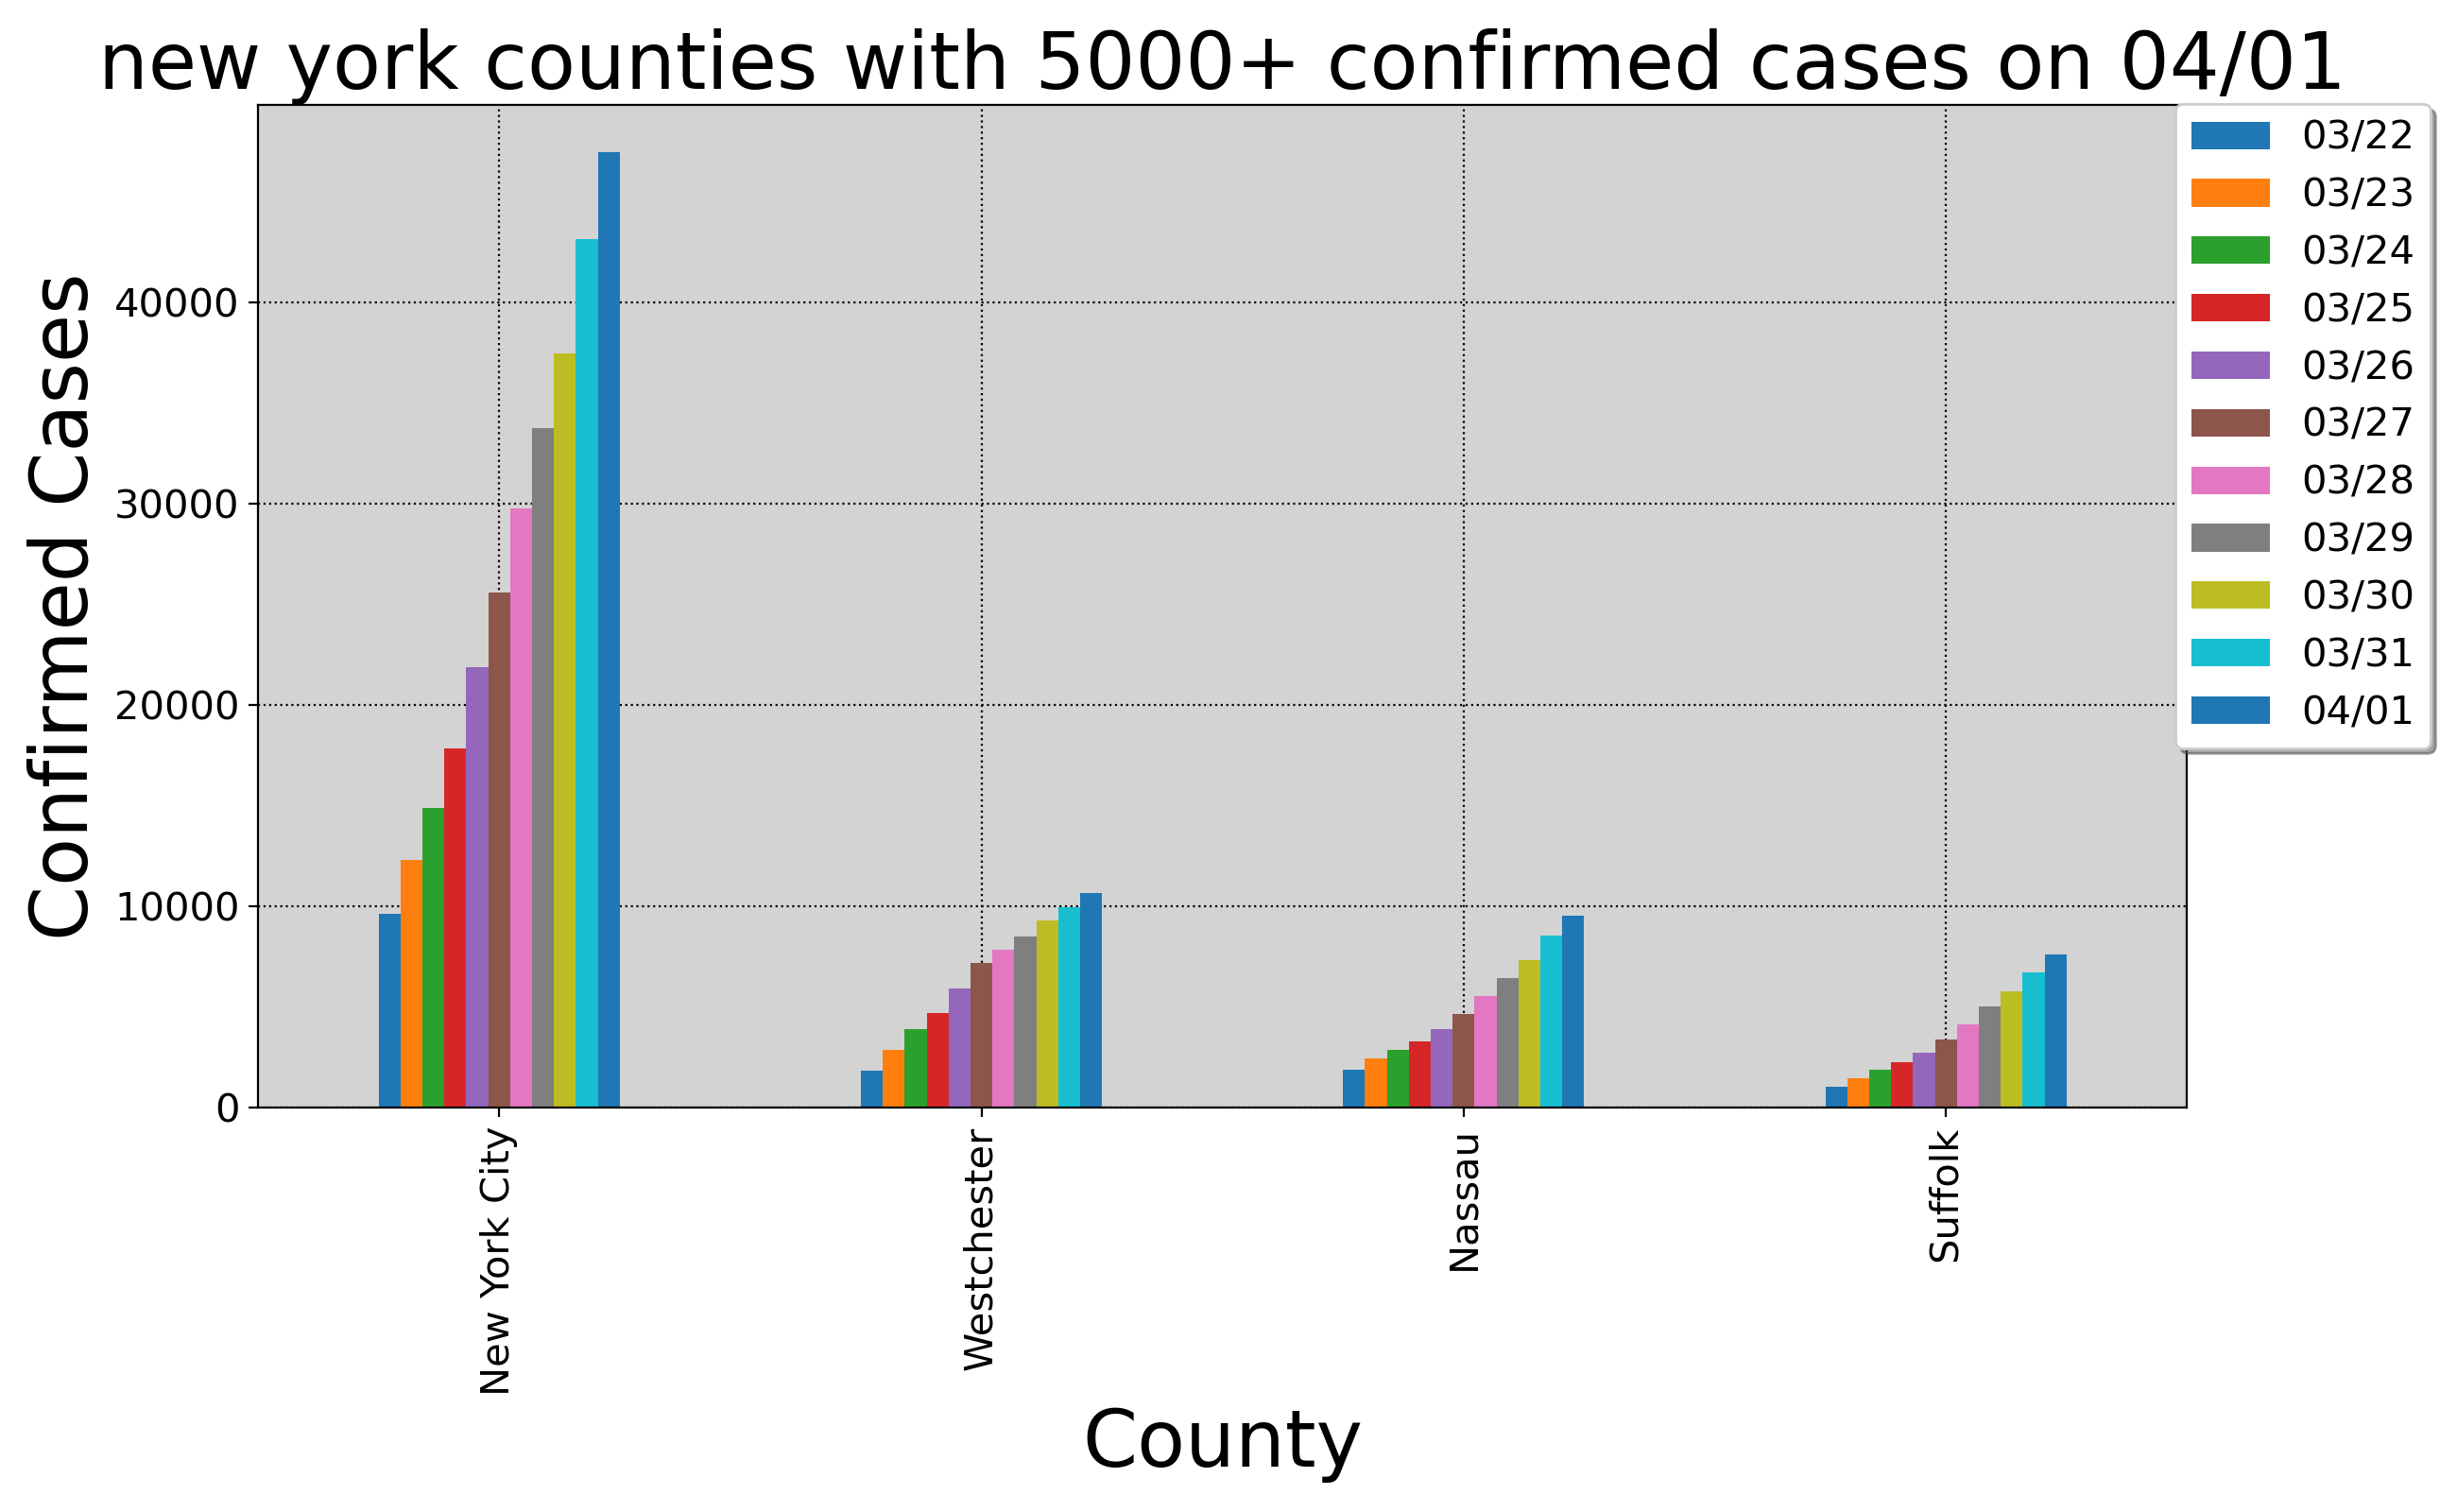 new york counties with 5000+ confirmed cases on 04/01
Confirmed Cases
40000
30000
20000
10000
0
03/22
03/23
03/24
03/25
03/26
03/27
03/28
03/29
03/30
03/31
04/01
New York City
Westchester
Nassau
Suffolk
County